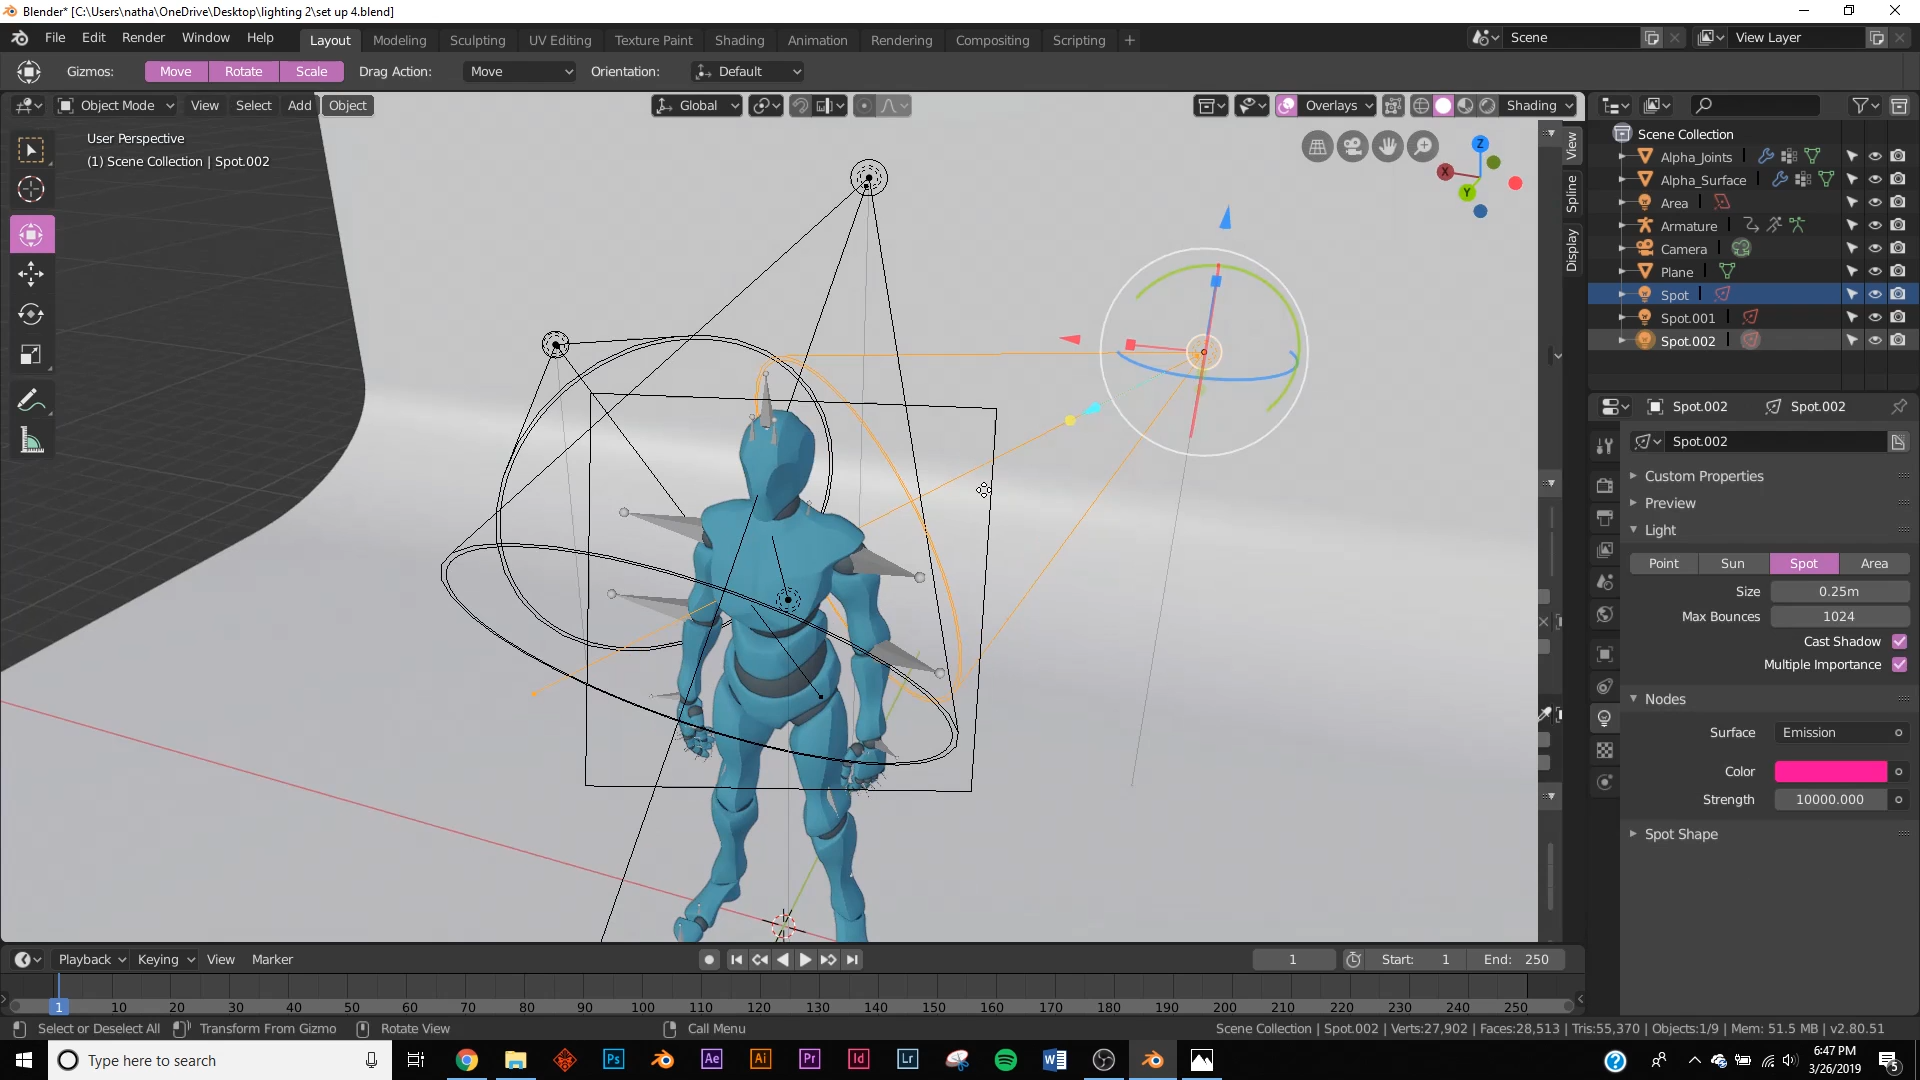 Blender* [C:\Users\natha\OneDrive\Desktop\lighting 2\set up 4.blend]
File Edit Render Window Help Layout Modeling Sculpting UV Editing Texture Paint Shading Animation Rendering Compositing Scripting + Scene View Layer
Gizmos: Move Rotate Scale Drag Action: Move Orientation: Default
Object Mode View Select Add Object Global Overlays Shading
User Perspective
(1) Scene Collection | Spot.002
Z
X
Y
View
Spline
Display
Scene Collection
Alpha_Joints
Alpha_Surface
Area
Armature
Camera
Plane
Spot
Spot.001
Spot.002
Spot.002 Spot.002
Spot.002
Custom Properties
Preview
Light
Point Sun Spot Area
Size 0.25m
Max Bounces 1024
Cast Shadow
Multiple Importance
Nodes
Surface Emission
Color
Strength 10000.000
Spot Shape
Playback Keying View Marker 1 Start: 1 End: 250
1 10 20 30 40 50 60 70 80 90 100 110 120 130 140 150 160 170 180 190 200 210 220 230 240 250
Select or Deselect All Transform From Gizmo Rotate View Call Menu Scene Collection | Spot.002 | Verts:27,902 | Faces:28,513 | Tris:55,370 | Objects:1/9 | Mem: 51.5 MB | v2.80.51
Type here to search Ps Ae Ai Pr Id Lr W ? 6:47 PM
3/26/2019
5